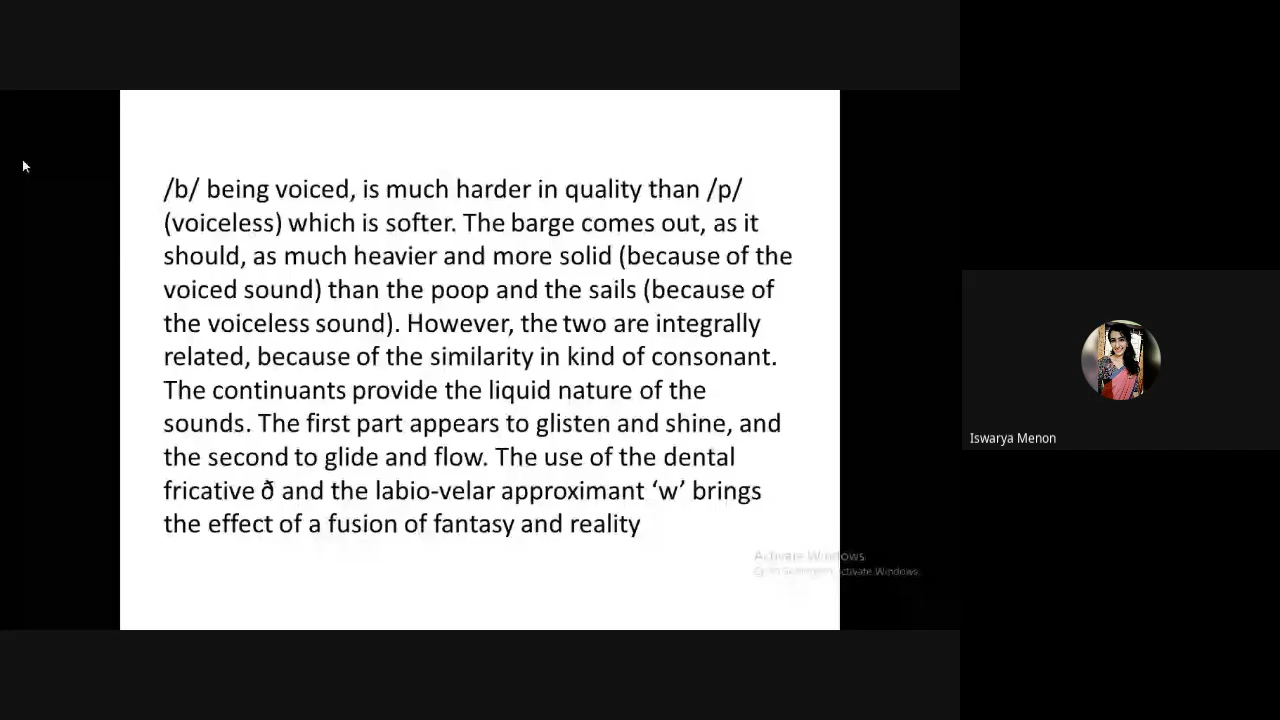 /b/ being voiced, is much harder in quality than /p/
(voiceless) which is softer. The barge comes out, as it
should, as much heavier and more solid (because of the
voiced sound) than the poop and the sails (because of
the voiceless sound). However, the two are integrally
related, because of the similarity in kind of consonant.
The continuants provide the liquid nature of the
sounds. The first part appears to glisten and shine, and
the second to glide and flow. The use of the dental
fricative ð and the labio-velar approximant ‘w’ brings
the effect of a fusion of fantasy and reality
Activate Windows
Activate Windows.
Iswarya Menon